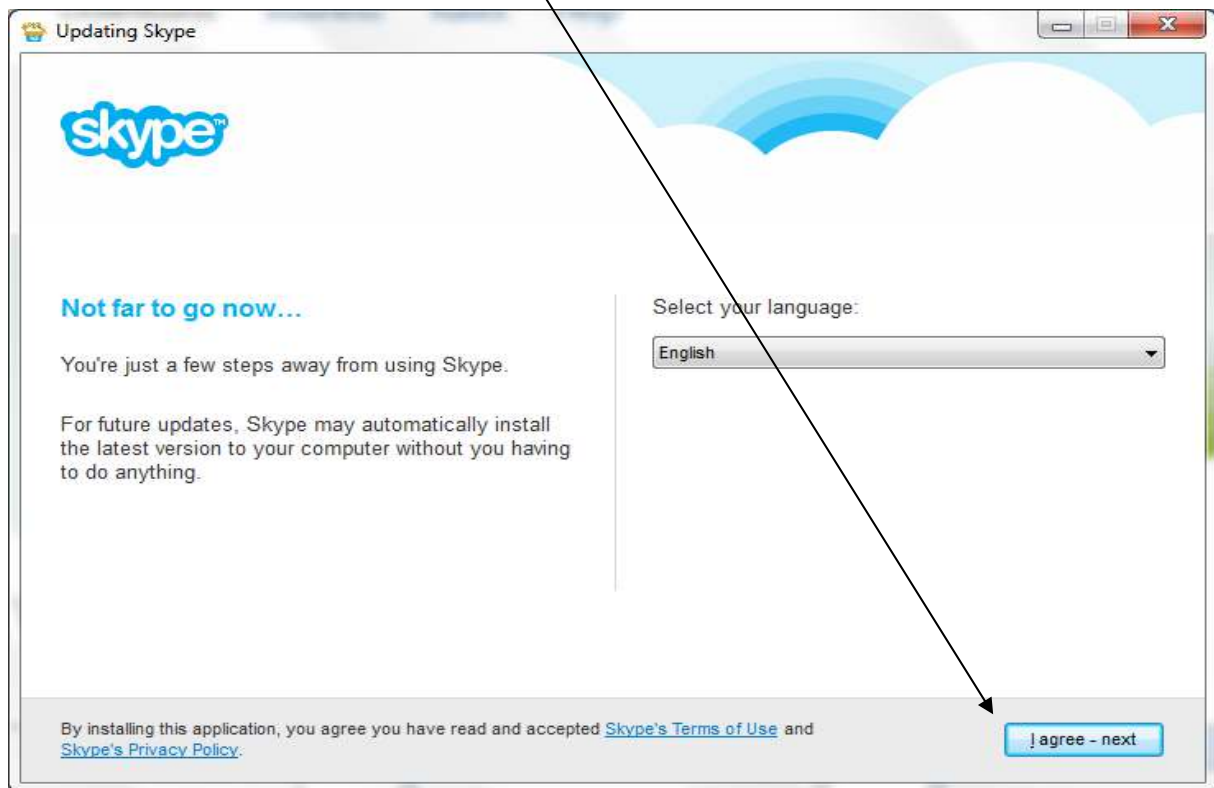 Updating Skype
skype™
Not far to go now...
You're just a few steps away from using Skype.
For future updates, Skype may automatically install
the latest version to your computer without you having
to do anything.
Select your language:
English
By installing this application, you agree you have read and accepted Skype's Terms of Use and
Skype's Privacy Policy.
I agree - next